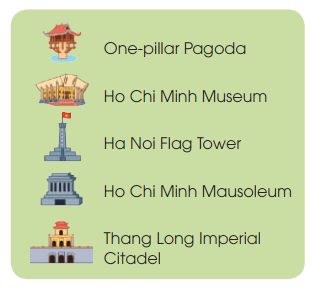 One-pillar Pagoda
Ho Chi Minh Museum
Ha Noi Flag Tower
Ho Chi Minh Mausoleum
Thang Long Imperial
Citadel